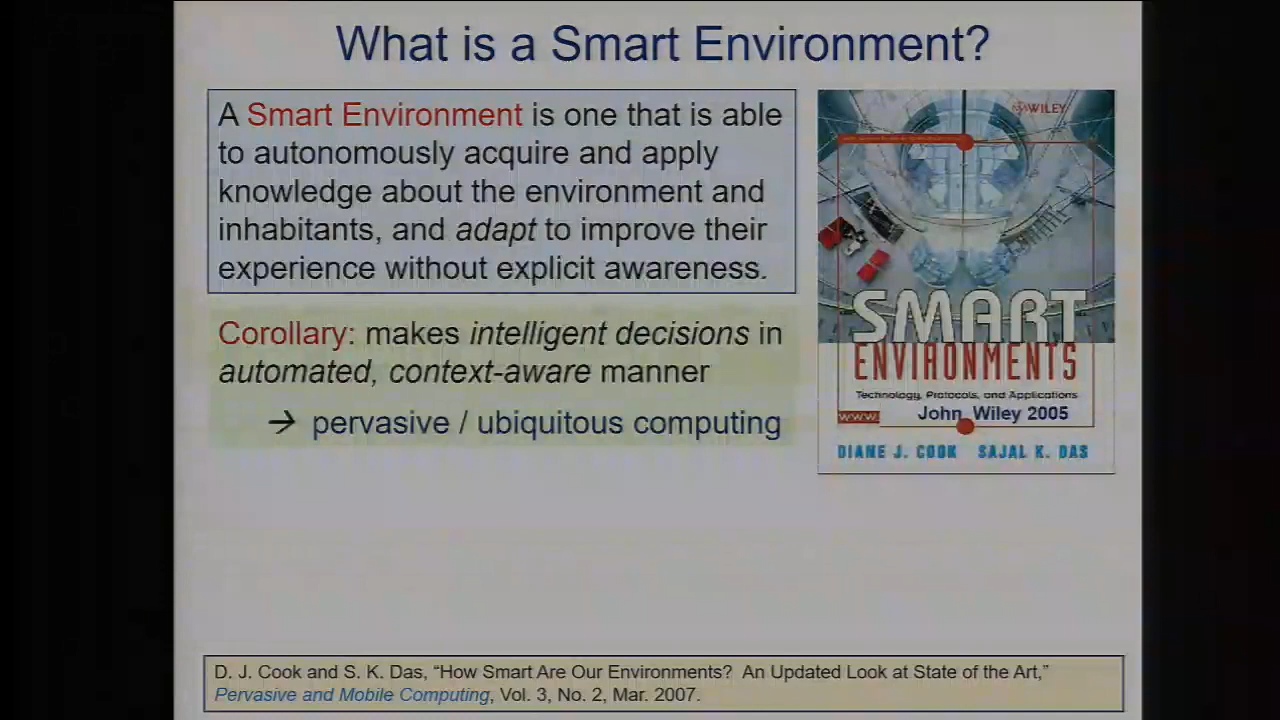 What is a Smart Environment?
A Smart Environment is one that is able
to autonomously acquire and apply
knowledge about the environment and
inhabitants, and adapt to improve their
experience without explicit awareness.
Corollary: makes intelligent decisions in
automated, context-aware manner
→ pervasive / ubiquitous computing
WILEY
SMART
ENVIRONMENTS
Technology, Protocols, and Applications
WWW.
John Wiley 2005
DIANE J. COOK SAJAL K. DAS
D. J. Cook and S. K. Das, “How Smart Are Our Environments? An Updated Look at State of the Art,”
Pervasive and Mobile Computing, Vol. 3, No. 2, Mar. 2007.